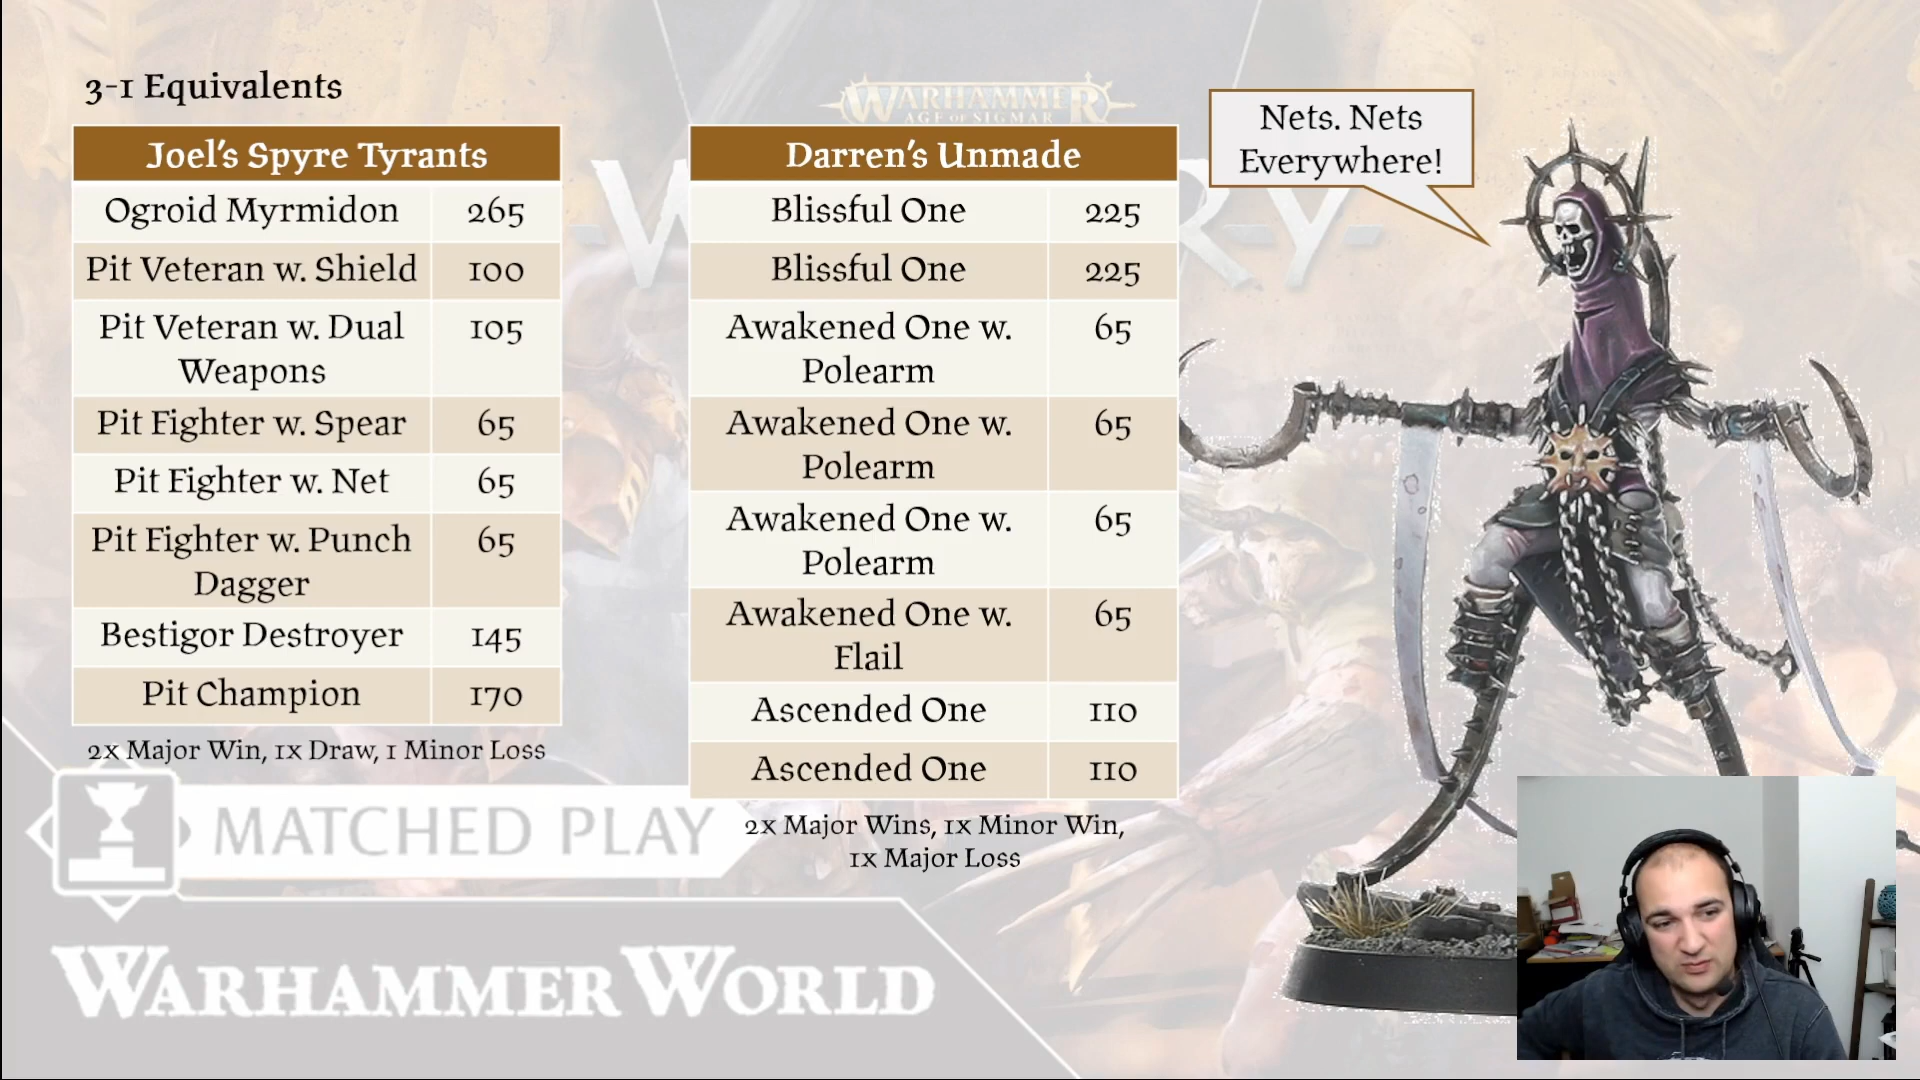 3-1 Equivalents
Joel's Spyre Tyrants
Ogroid Myrmidon 265
Pit Veteran w. Shield 100
Pit Veteran w. Dual 105
Weapons
Pit Fighter w. Spear 65
Pit Fighter w. Net 65
Pit Fighter w. Punch 65
Dagger
Bestigor Destroyer 145
Pit Champion 170
2x Major Win, 1x Draw, 1 Minor Loss
WARHAMMER
AGE OF SIGMAR
Darren's Unmade
Blissful One 225
Blissful One 225
Awakened One w. 65
Polearm
Awakened One w. 65
Polearm
Awakened One w. 65
Polearm
Awakened One w. 65
Flail
Ascended One 110
Ascended One 110
2x Major Wins, 1x Minor Win,
1x Major Loss
Nets. Nets
Everywhere!
MATCHED PLAY
WARHAMMER WORLD